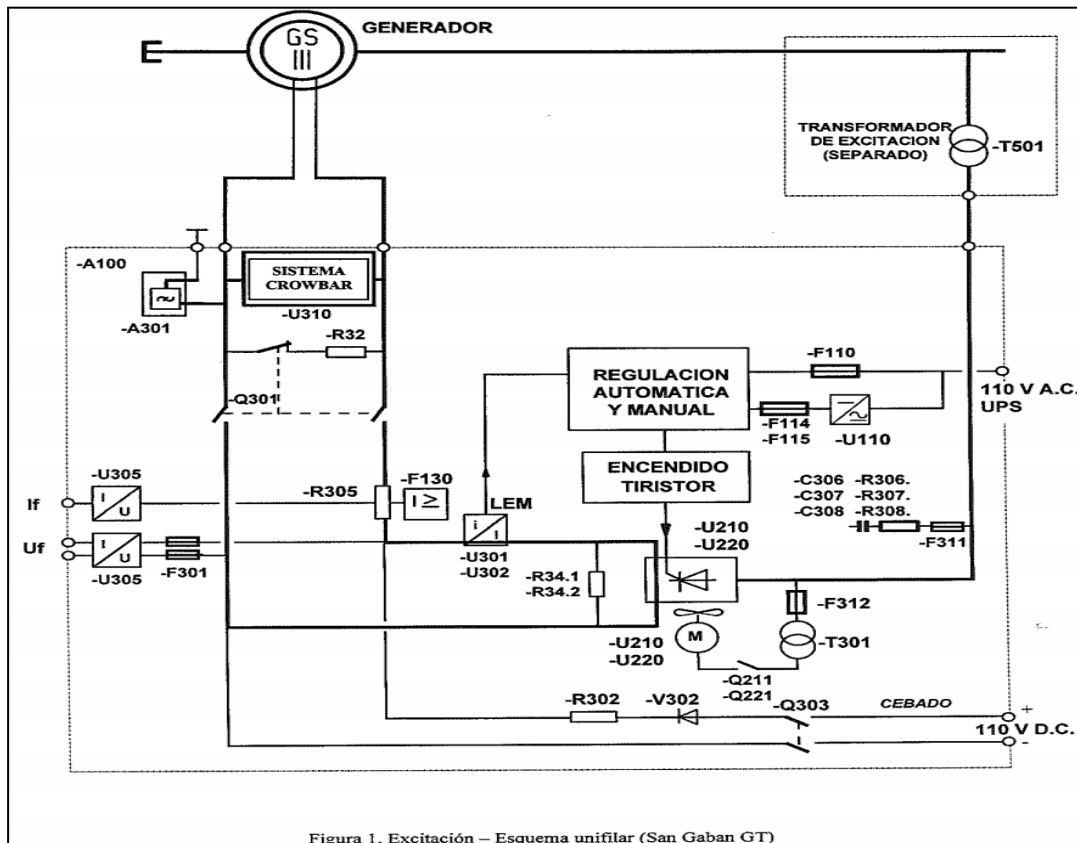 GENERADOR
GS
III
E
TRANSFORMADOR
DE EXCITACION
(SEPARADO)
-T501
-A100
-A301
SISTEMA
CROWBAR
-U310
-R32
-Q301
REGULACION
AUTOMATICA
Y MANUAL
-F110
110 V A.C.
UPS
-F114
-F115
-U110
ENCENDIDO
TIRISTOR
-C306 -R306.
-C307 -R307.
-C308 -R308.
-F311
-U305
I
U
If
-R305
-F130
I ≥
LEM
i
I
-U301
-U302
Uf
I
U
-U305
-F301
-R34.1
-R34.2
-U210
-U220
-F312
-T301
M
-U210
-U220
-Q211
-Q221
-R302
-V302
-Q303
CEBADO
+
110 V D.C.
-
Figura 1. Excitación – Esquema unifilar (San Gaban GT)